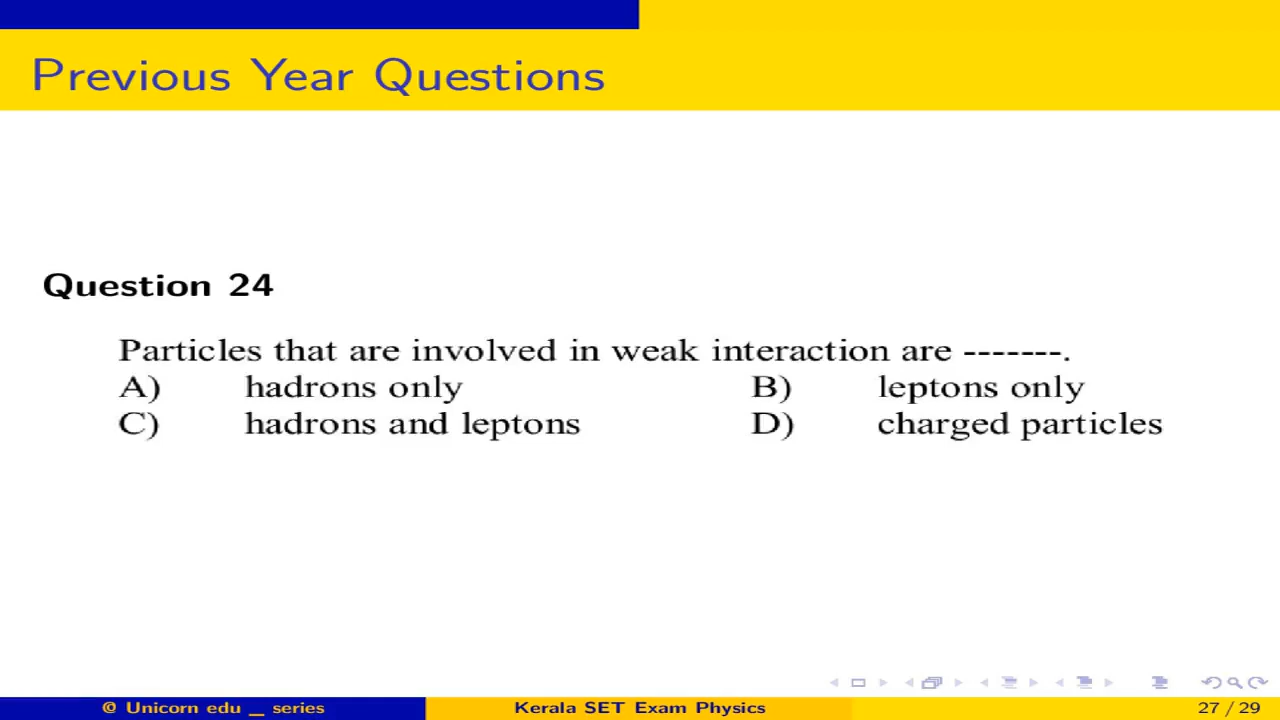 Previous Year Questions
Question 24
Particles that are involved in weak interaction are -------.
A) hadrons only B) leptons only
C) hadrons and leptons D) charged particles
@ Unicorn edu _ series Kerala SET Exam Physics 27 / 29